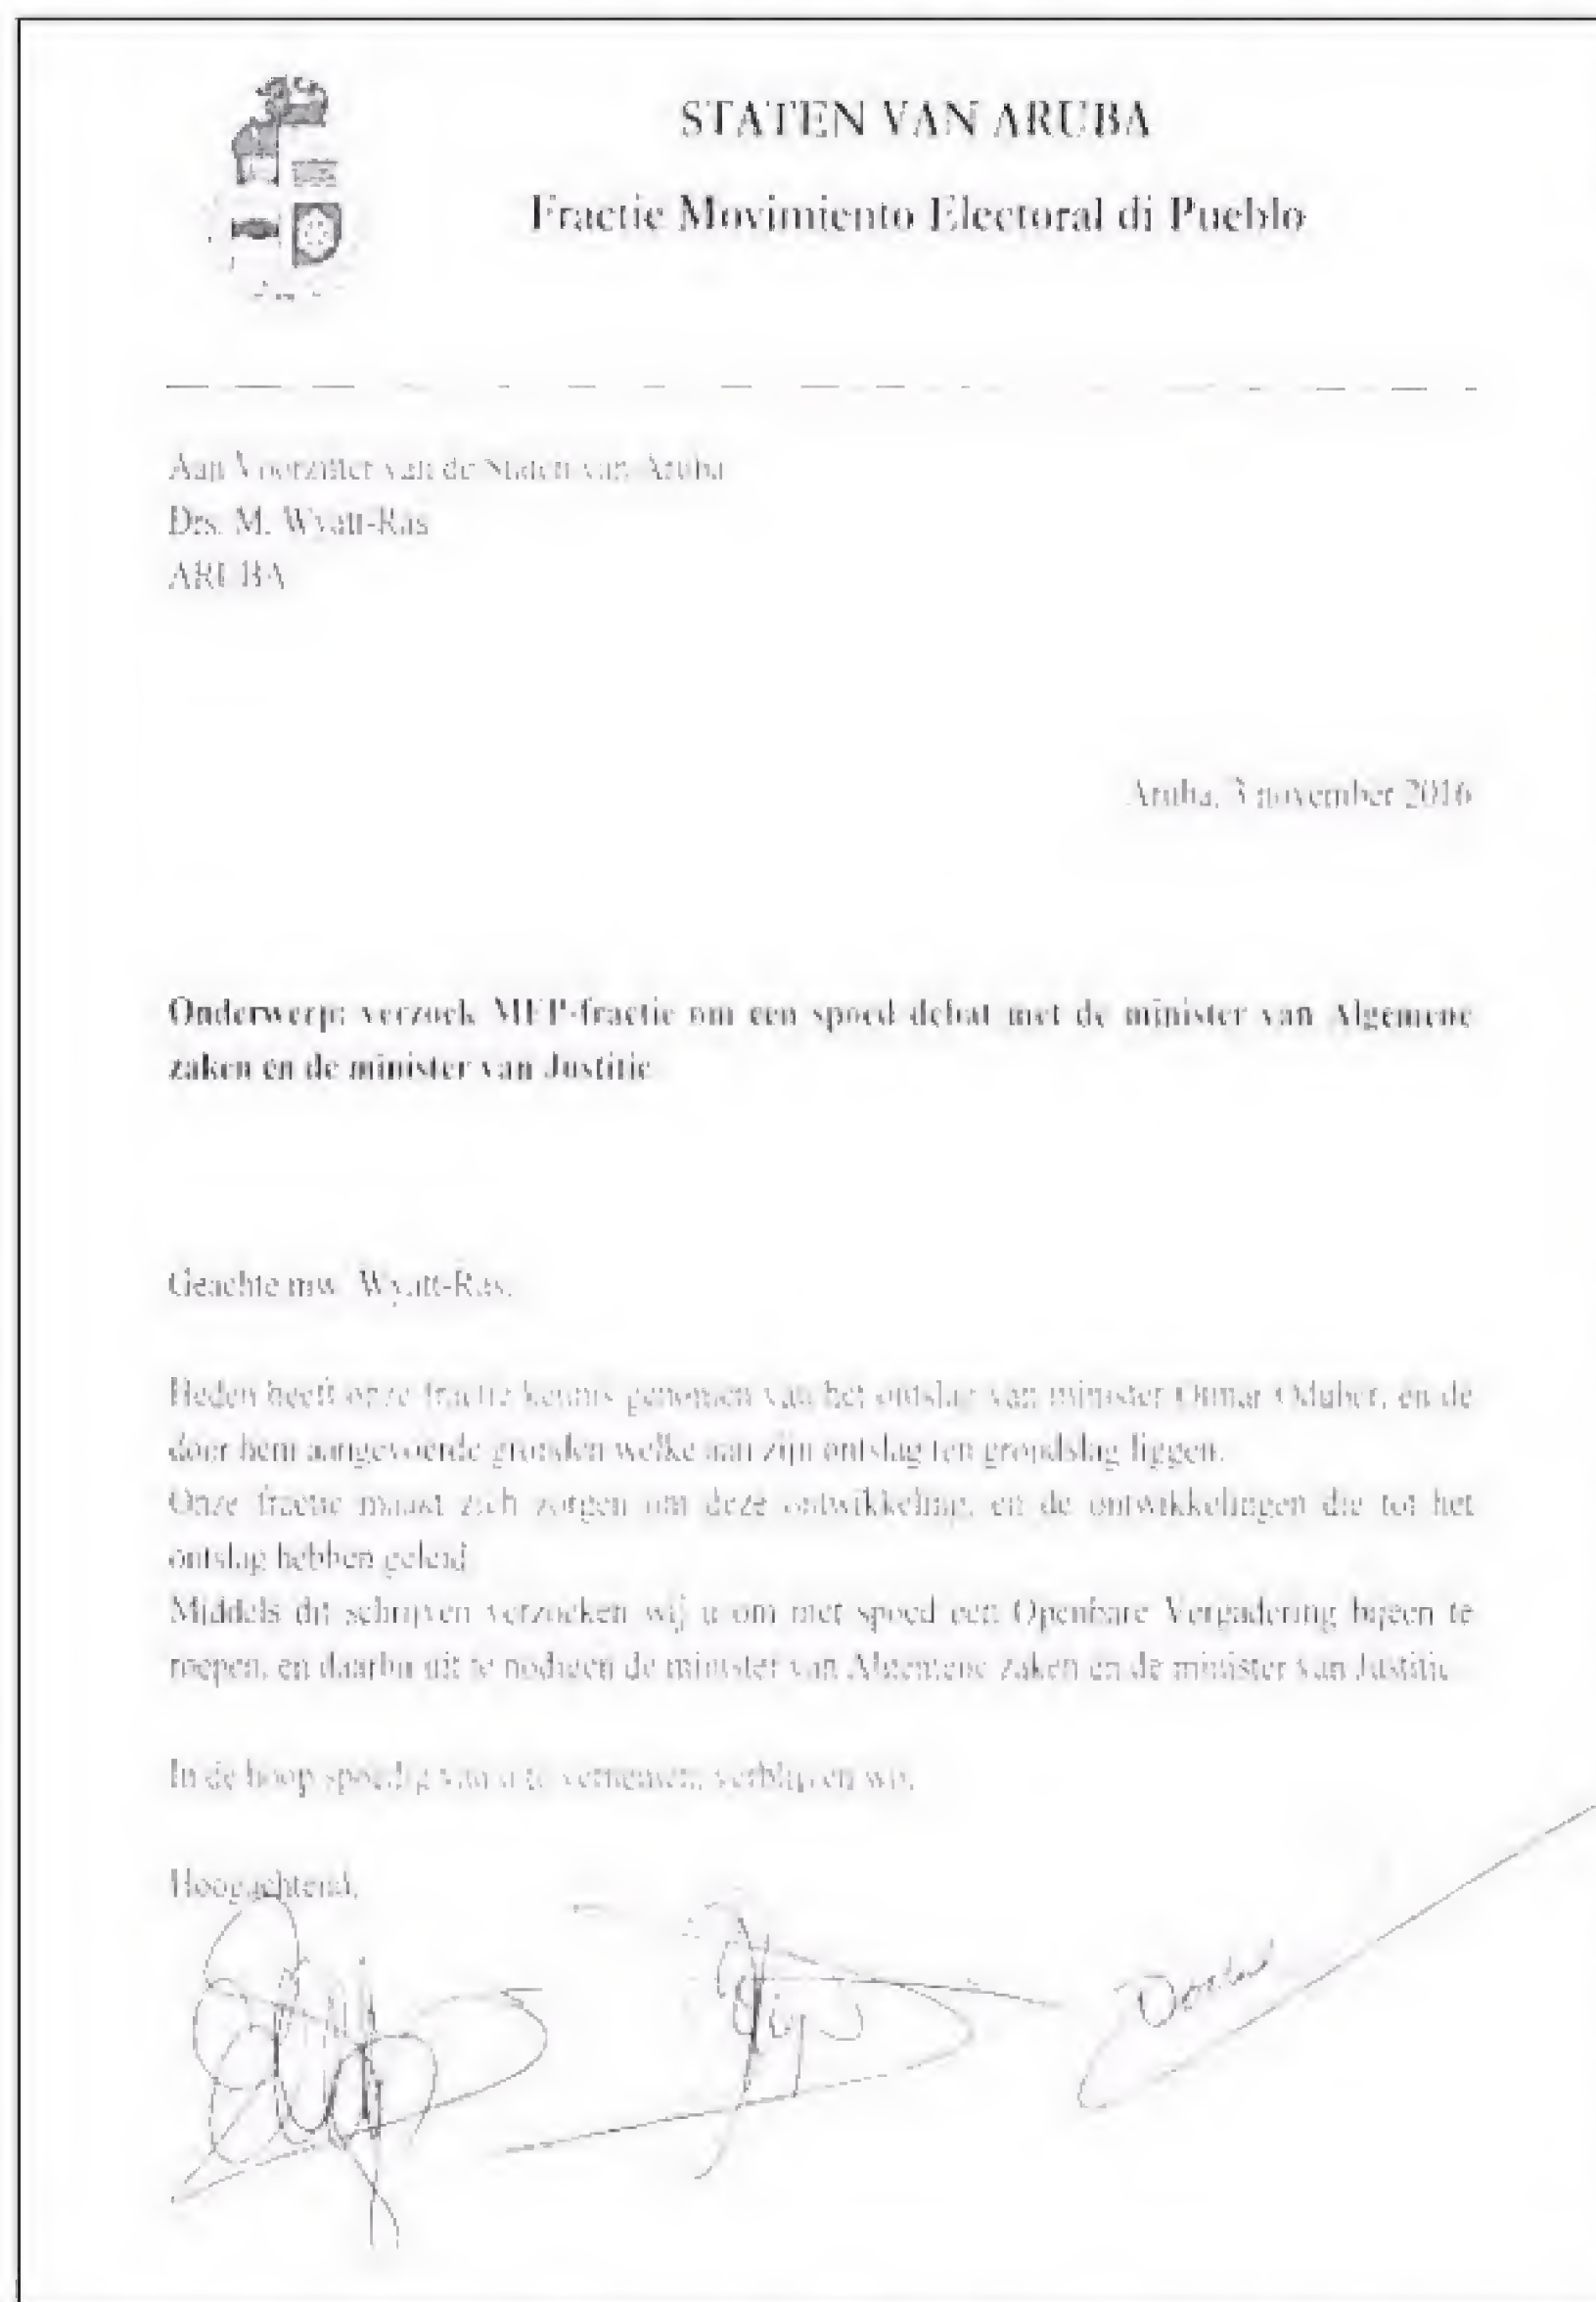 STATEN VAN ARUBA
Fractie Movimiento Electoral di Pueblo
Aan Voorzitter van de Staten van Aruba
Drs. M. Wyatt-Ras
ARUBA
Aruba, 3 november 2016
Onderwerp: verzoek MEP-fractie om een spoed debat met de minister van Algemene
zaken en de minister van Justitie
Geachte mw. Wyatt-Ras,
Heden heeft onze fractie kennis genomen van het ontslag van minister Otmar Oduber, en de
door hem aangevoerde gronden welke aan zijn ontslag ten grondslag liggen.
Onze fractie maakt zich zorgen om deze ontwikkeling, en de ontwikkelingen die tot het
ontslag hebben geleid
Middels dit schrijven verzoeken wij u om met spoed een Openbare Vergadering bijeen te
roepen, en daarbij uit te nodigen de minister van Algemene zaken en de minister van Justitie
In de hoop spoedig van u te vernemen, verblijven wij,
Hoogachtend,